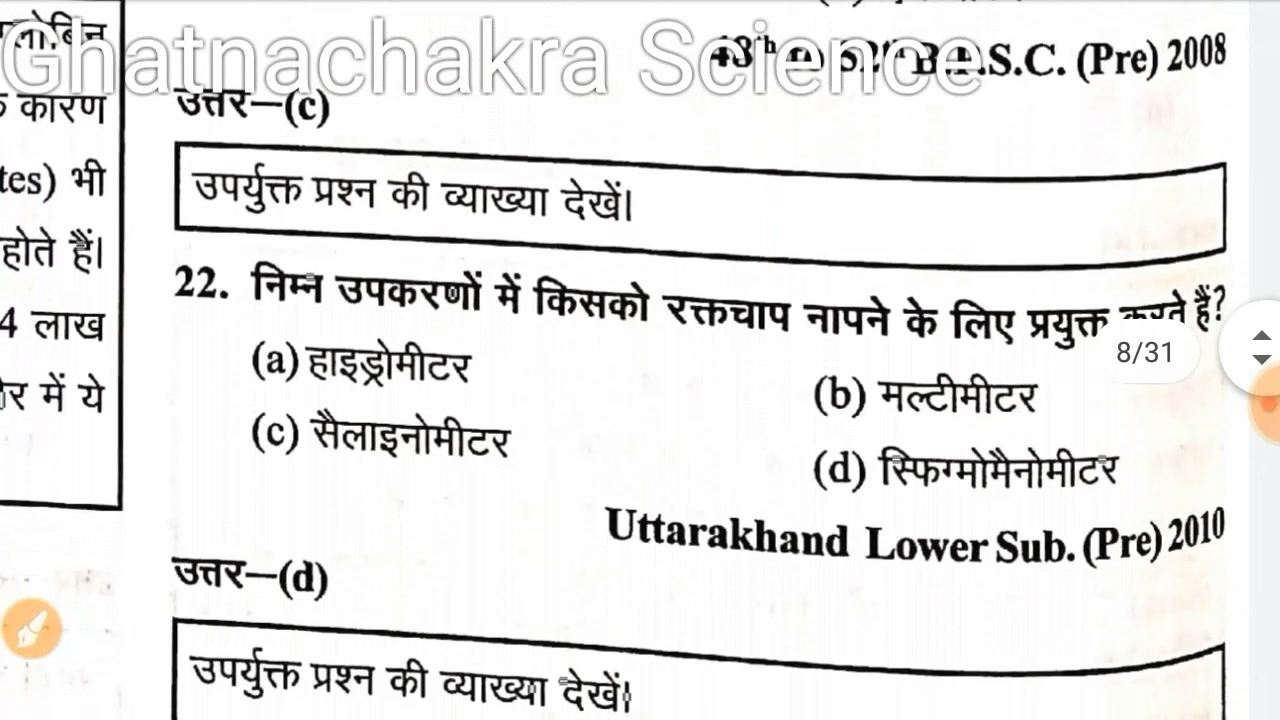 Ghatnachakra Science
B.P.S.C. (Pre) 2008
उत्तर—(c)
कारण
उपर्युक्त प्रश्न की व्याख्या देखें।
tes) भी
होते हैं।
22. निम्न उपकरणों में किसको रक्तचाप नापने के लिए प्रयुक्त करते हैं?
4 लाख
(a) हाइड्रोमीटर
(b) मल्टीमीटर
8/31
में ये
(c) सैलाइनोमीटर
(d) स्फिग्मोमैनोमीटर
Uttarakhand Lower Sub. (Pre) 2010
उत्तर—(d)
उपर्युक्त प्रश्न की व्याख्या देखें।